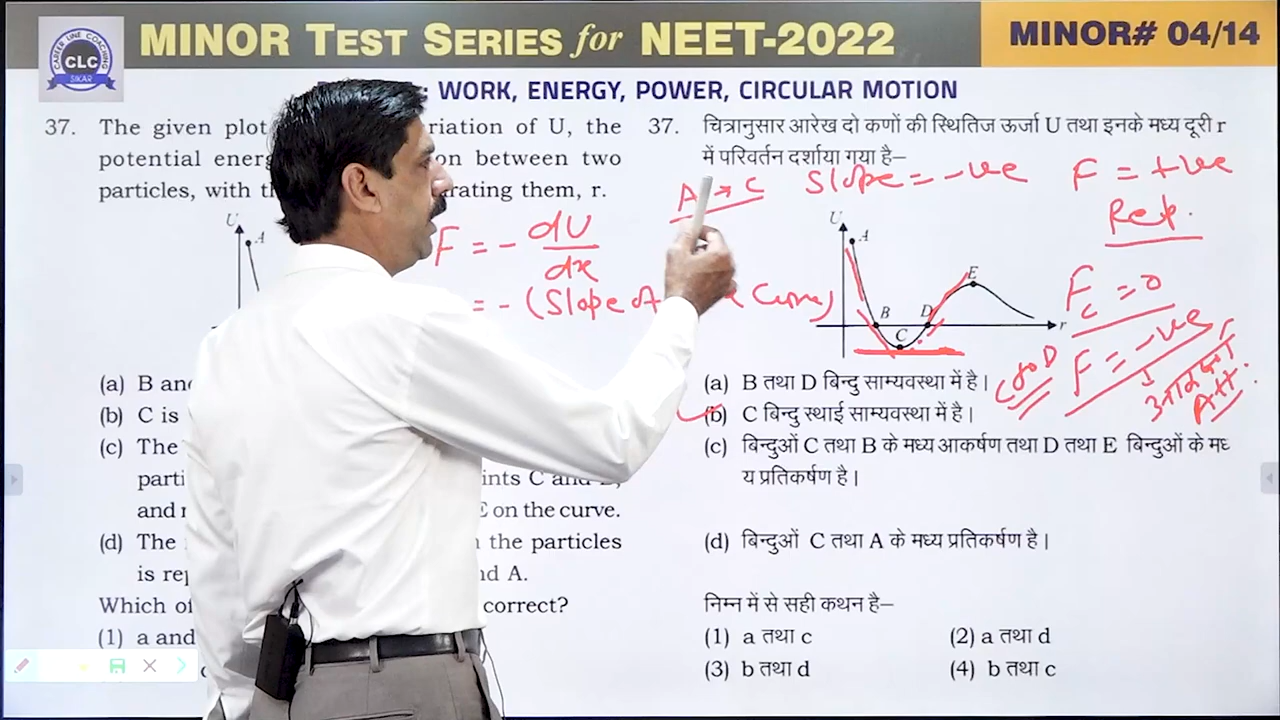 CAREER LINE COACHING
CLC
SIKAR
MINOR TEST SERIES for NEET-2022
MINOR# 04/14
: WORK, ENERGY, POWER, CIRCULAR MOTION
37. The given plot riation of U, the
potential energ on between two
particles, with th rating them, r.
U
A
F = - dU/dx
= - (Slope Curve)
(a) B an
(b) C is
(c) The
parti ints C and
and E on the curve.
(d) The the particles
is rep nd A.
Which of correct?
(1) a and
37. चित्रानुसार आरेख दो कणों की स्थितिज ऊर्जा U तथा इनके मध्य दूरी r
में परिवर्तन दर्शाया गया है–
A → C Slope = -ve F = +ve
Rep.
U
A
E
B
D
C
r
F_C = 0
C to D F = -ve
Att.
(a) B तथा D बिन्दु साम्यवस्था में है।
(b) C बिन्दु स्थाई साम्यवस्था में है।
(c) बिन्दुओं C तथा B के मध्य आकर्षण तथा D तथा E बिन्दुओं के मध
्य प्रतिकर्षण है।
(d) बिन्दुओं C तथा A के मध्य प्रतिकर्षण है।
निम्न में से सही कथन है–
(1) a तथा c (2) a तथा d
(3) b तथा d (4) b तथा c